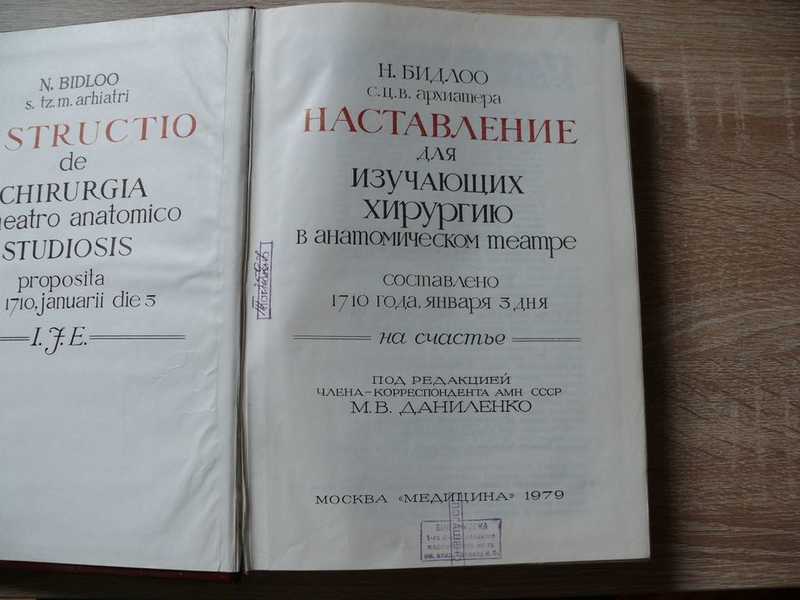 N. BIDLOO
s. tz. m. arhiatri
STRUCTIO
de
CHIRURGIA
eatro anatomico
STUDIOSIS
proposita
1710, januarii die 3
I. J. E.
Н. БИДЛОО
с.ц.в. архиатера
НАСТАВЛЕНИЕ
для
ИЗУЧАЮЩИХ
ХИРУРГИЮ
в анатомическом театре
составлено
1710 года, января 3 дня
на счастье
ПОД РЕДАКЦИЕЙ
ЧЛЕНА-КОРРЕСПОНДЕНТА АМН СССР
М.В. ДАНИЛЕНКО
МОСКВА «МЕДИЦИНА» 1979